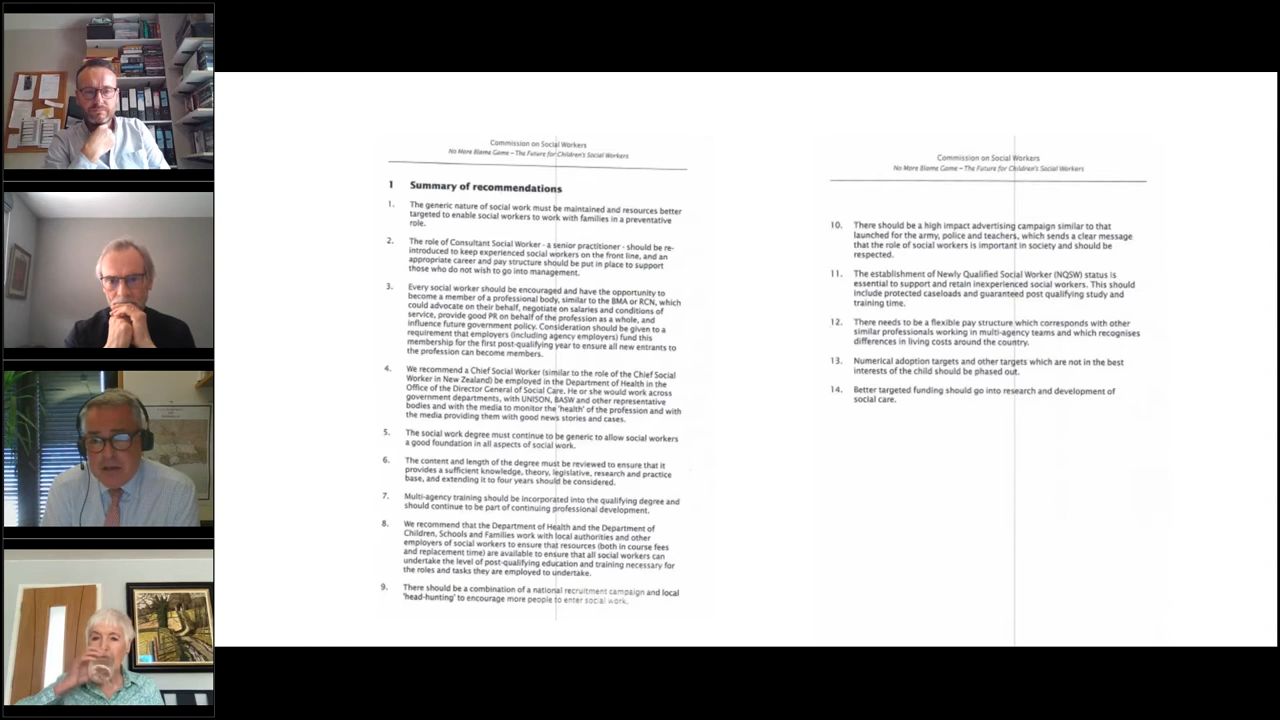 Commission on Social Workers
No More Blame Game – The Future for Children's Social Workers
1 Summary of recommendations
1. The generic nature of social work must be maintained and resources better
targeted to enable social workers to work with families in a preventative
role.
2. The role of Consultant Social Worker - a senior practitioner - should be re-
introduced to keep experienced social workers on the front line, and an
appropriate career and pay structure should be put in place to support
those who do not wish to go into management.
3. Every social worker should be encouraged and have the opportunity to
become a member of a professional body, similar to the BMA or RCN, which
could advocate on their behalf, negotiate on salaries and conditions of
service, provide good PR on behalf of the profession as a whole, and
influence future government policy. Consideration should be given to a
requirement that employers (including agency employers) fund this
membership for the first post-qualifying year to ensure all new entrants to
the profession can become members.
4. We recommend a Chief Social Worker (similar to the role of the Chief Social
Worker in New Zealand) be employed in the Department of Health in the
Office of the Director General of Social Care. He or she would work across
government departments, with UNISON, BASW and other representative
bodies and with the media to monitor the 'health' of the profession and with
the media providing them with good news stories and cases.
5. The social work degree must continue to be generic to allow social workers
a good foundation in all aspects of social work.
6. The content and length of the degree must be reviewed to ensure that it
provides a sufficient knowledge, theory, legislative, research and practice
base, and extending it to four years should be considered.
7. Multi-agency training should be incorporated into the qualifying degree and
should continue to be part of continuing professional development.
8. We recommend that the Department of Health and the Department of
Children, Schools and Families work with local authorities and other
employers of social workers to ensure that resources (both in course fees
and replacement time) are available to ensure that all social workers can
undertake the level of post-qualifying education and training necessary for
the roles and tasks they are employed to undertake.
9. There should be a combination of a national recruitment campaign and local
'head-hunting' to encourage more people to enter social work.
Commission on Social Workers
No More Blame Game – The Future for Children's Social Workers
10. There should be a high impact advertising campaign similar to that
launched for the army, police and teachers, which sends a clear message
that the role of social workers is important in society and should be
respected.
11. The establishment of Newly Qualified Social Worker (NQSW) status is
essential to support and retain inexperienced social workers. This should
include protected caseloads and guaranteed post qualifying study and
training time.
12. There needs to be a flexible pay structure which corresponds with other
similar professionals working in multi-agency teams and which recognises
differences in living costs around the country.
13. Numerical adoption targets and other targets which are not in the best
interests of the child should be phased out.
14. Better targeted funding should go into research and development of
social care.